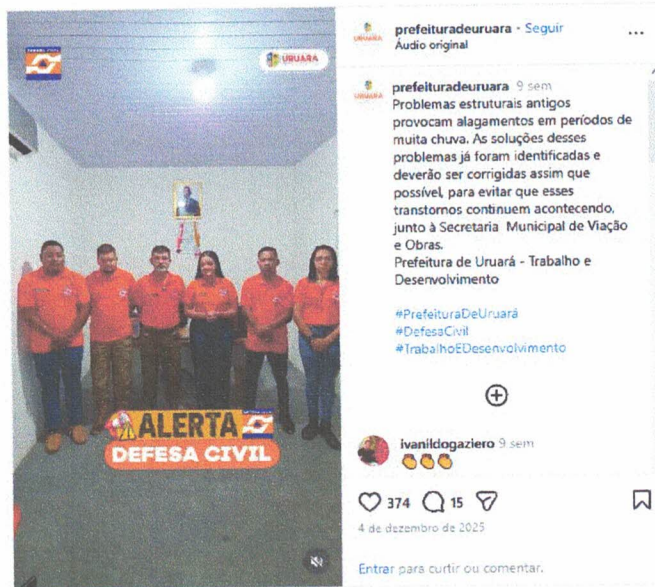 URUARÁ
ALERTA
DEFESA CIVIL
prefeituradeuruara • Seguir
Áudio original
prefeituradeuruara 9 sem
Problemas estruturais antigos
provocam alagamentos em períodos de
muita chuva. As soluções desses
problemas já foram identificadas e
deverão ser corrigidas assim que
possível, para evitar que esses
transtornos continuem acontecendo,
junto à Secretaria Municipal de Viação
e Obras.
Prefeitura de Uruará - Trabalho e
Desenvolvimento
#PrefeituraDeUruará
#DefesaCivil
#TrabalhoEDesenvolvimento
ivanildogaziero 9 sem
👏👏👏
374 15
4 de dezembro de 2025
Entrar para curtir ou comentar.